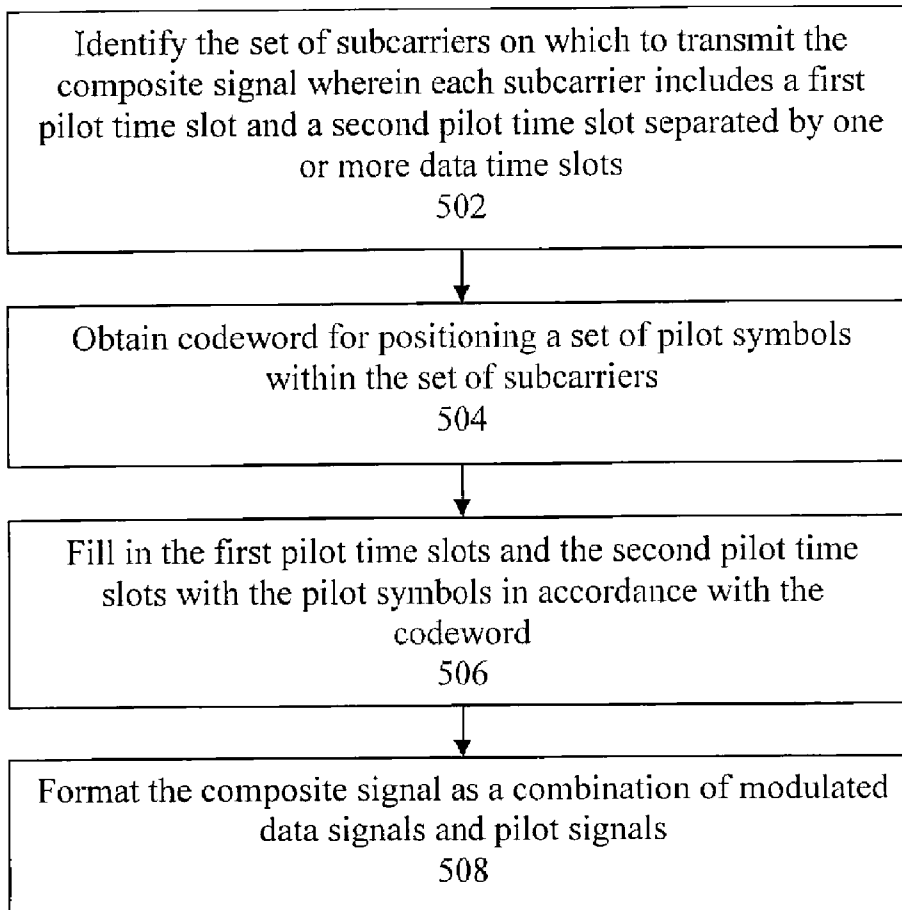 Identify the set of subcarriers on which to transmit the
composite signal wherein each subcarrier includes a first
pilot time slot and a second pilot time slot separated by one
or more data time slots
502
Obtain codeword for positioning a set of pilot symbols
within the set of subcarriers
504
Fill in the first pilot time slots and the second pilot time
slots with the pilot symbols in accordance with the
codeword
506
Format the composite signal as a combination of modulated
data signals and pilot signals
508